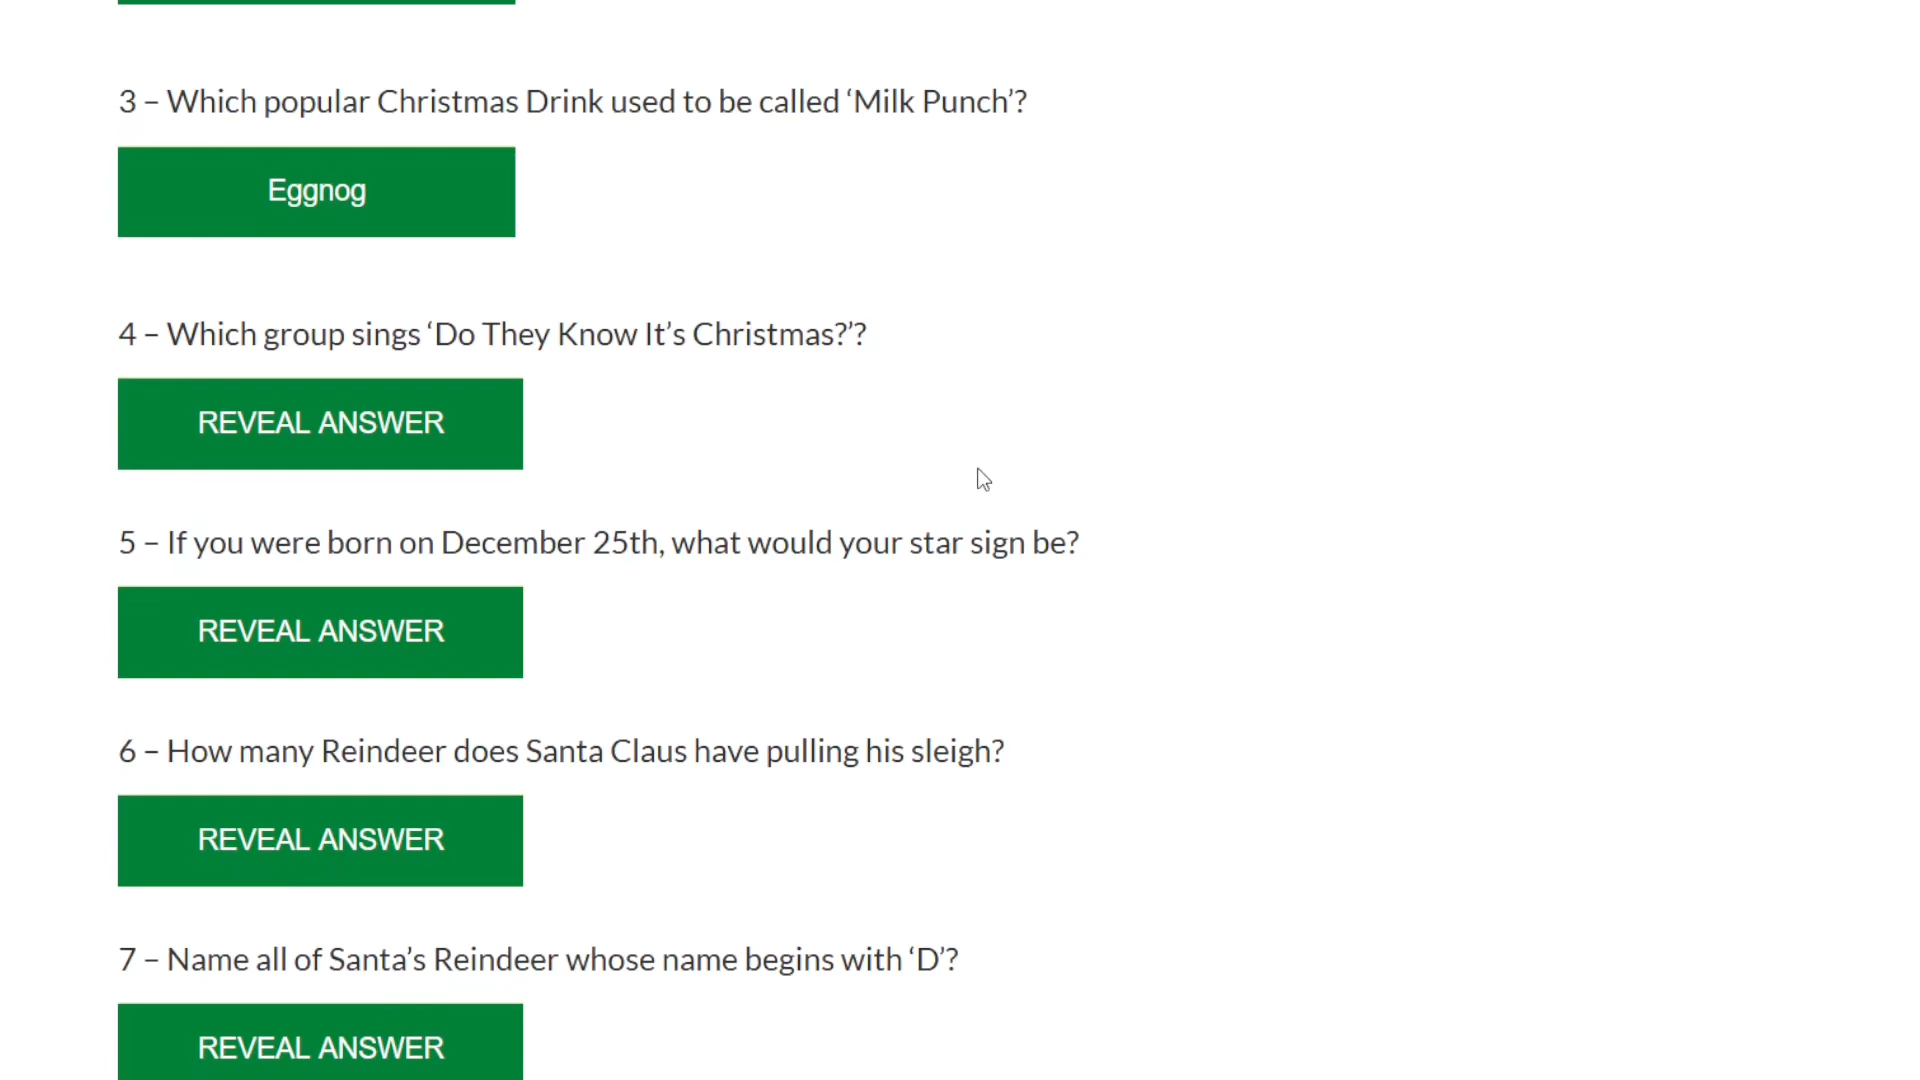 3 – Which popular Christmas Drink used to be called ‘Milk Punch’?
Eggnog
4 – Which group sings ‘Do They Know It’s Christmas?’?
REVEAL ANSWER
5 – If you were born on December 25th, what would your star sign be?
REVEAL ANSWER
6 – How many Reindeer does Santa Claus have pulling his sleigh?
REVEAL ANSWER
7 – Name all of Santa’s Reindeer whose name begins with ‘D’?
REVEAL ANSWER